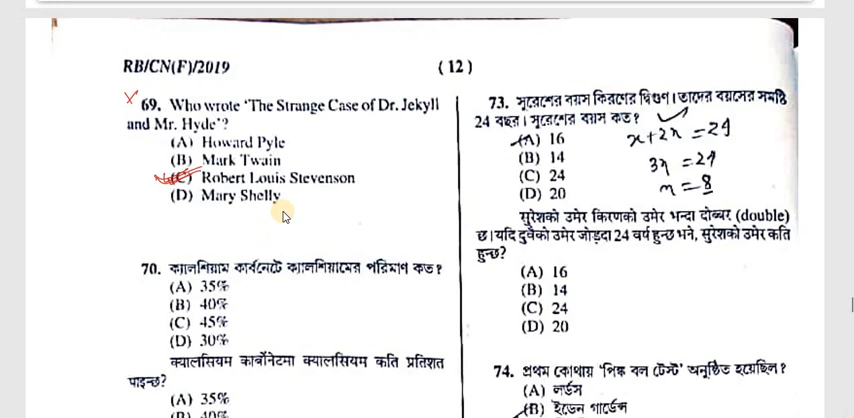 RB/CN(F)/2019
( 12 )
69. Who wrote 'The Strange Case of Dr. Jekyll
and Mr. Hyde'?
(A) Howard Pyle
(B) Mark Twain
(C) Robert Louis Stevenson
(D) Mary Shelly
70. ক্যালশিয়াম কার্বনেটে ক্যালশিয়ামের পরিমাণ কত?
(A) 35%
(B) 40%
(C) 45%
(D) 30%
क्यालसियम कार्बोनेटमा क्यालसियम कति प्रतिशत
पाइन्छ?
(A) 35%
(B) 40%
73. সুরেশের বয়স কিরণের দ্বিগুণ। তাদের বয়সের সমষ্টি
24 বছর। সুরেশের বয়স কত?
(A) 16
(B) 14
(C) 24
(D) 20
x+2x = 24
3x = 24
x = 8
सुरेशको उमेर किरणको उमेर भन्दा दोब्बर (double)
छ। यदि दुवैको उमेर जोड्दा 24 वर्ष हुन्छ भने, सुरेशको उमेर कति
हुन्छ?
(A) 16
(B) 14
(C) 24
(D) 20
74. প্রথম কোথায় 'পিঙ্ক বল টেস্ট' অনুষ্ঠিত হয়েছিল?
(A) লর্ডস
(B) ইডেন গার্ডেন্স